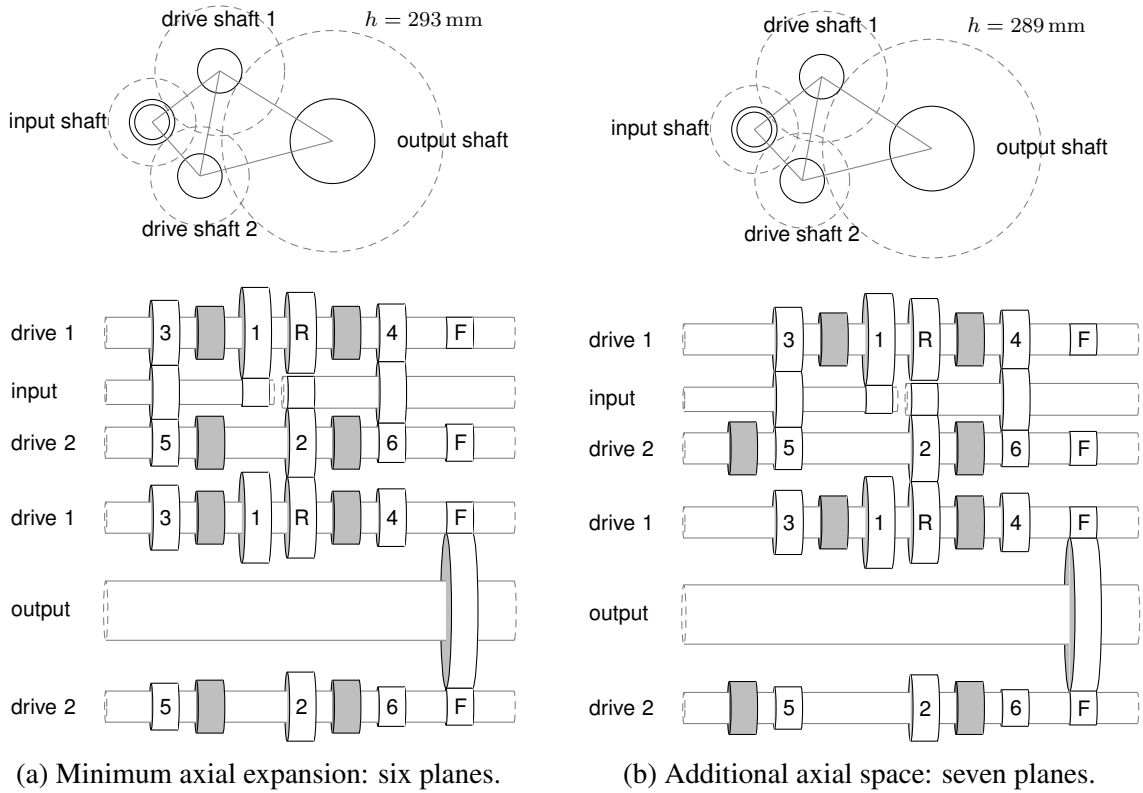 drive shaft 1
h = 293 mm
input shaft
output shaft
drive shaft 2
drive 1
3
1
R
4
F
input
drive 2
5
2
6
F
drive 1
3
1
R
4
F
output
drive 2
5
2
6
F
(a) Minimum axial expansion: six planes.
drive shaft 1
h = 289 mm
input shaft
output shaft
drive shaft 2
drive 1
3
1
R
4
F
input
drive 2
5
2
6
F
drive 1
3
1
R
4
F
output
drive 2
5
2
6
F
(b) Additional axial space: seven planes.